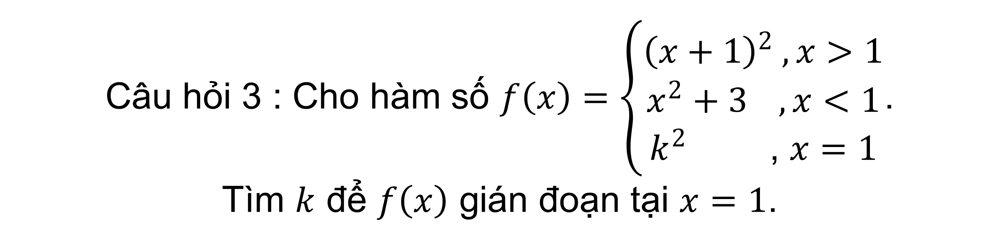 Câu hỏi 3 : Cho hàm số f(x) = { (x + 1)² , x > 1
x² + 3 , x < 1 .
k² , x = 1
Tìm k để f(x) gián đoạn tại x = 1.